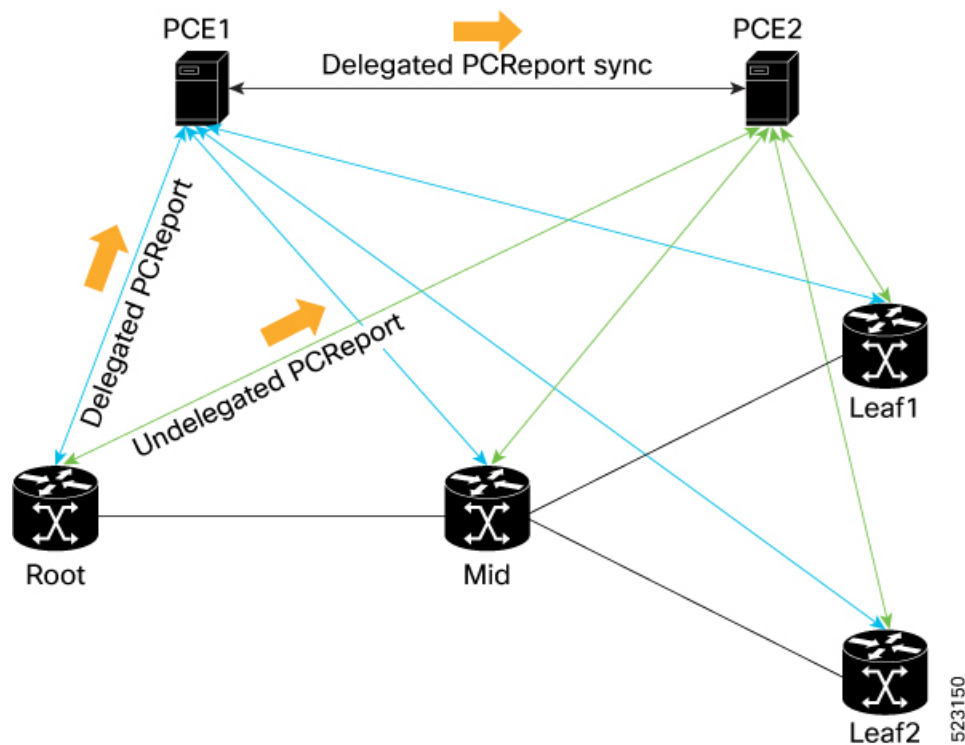 PCE1
PCE2
Delegated PCReport sync
Delegated PCReport
Undelegated PCReport
Leaf1
Root
Mid
Leaf2
523150